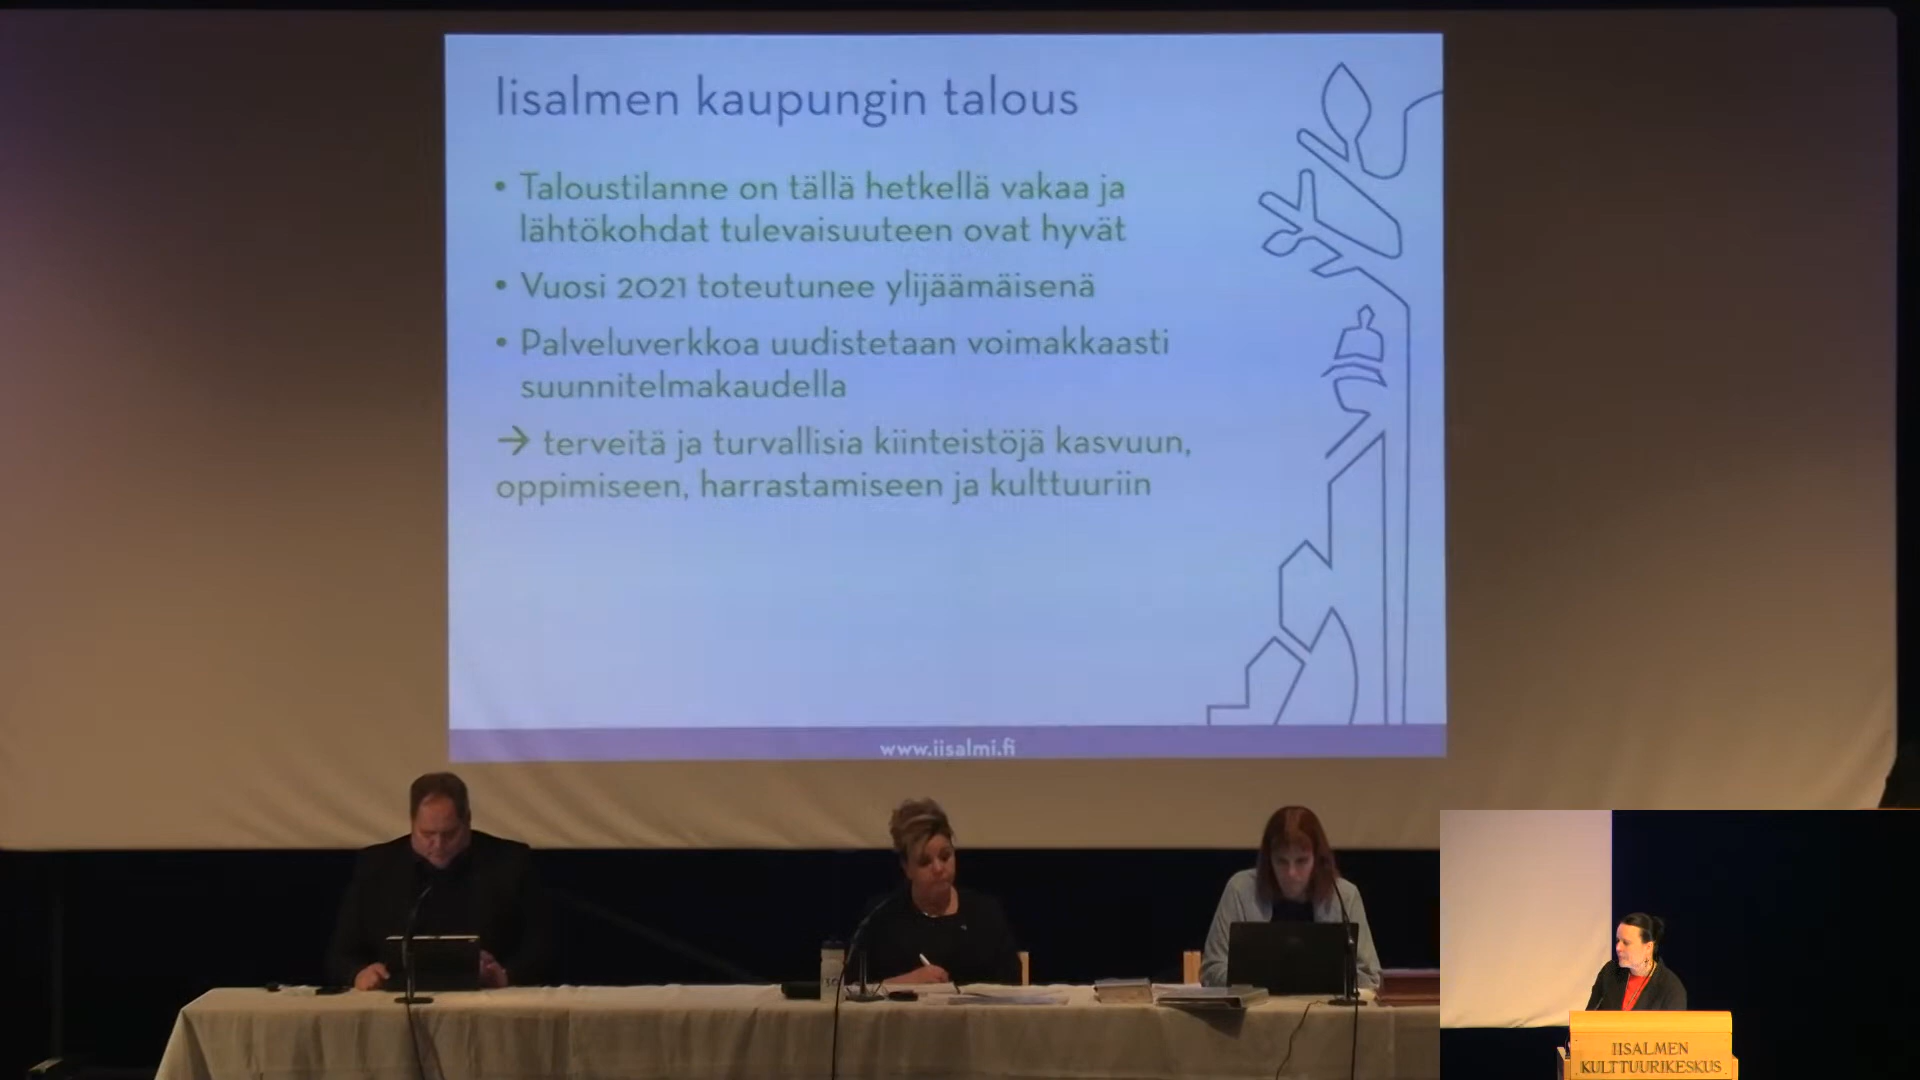 Iisalmen kaupungin talous
• Taloustilanne on tällä hetkellä vakaa ja
lähtökohdat tulevaisuuteen ovat hyvät
• Vuosi 2021 toteutunee ylijäämäisenä
• Palveluverkkoa uudistetaan voimakkaasti
suunnitelmakaudella
→ terveitä ja turvallisia kiinteistöjä kasvuun,
oppimiseen, harrastamiseen ja kulttuuriin
www.iisalmi.fi
IISALMEN
KULTTUURIKESKUS